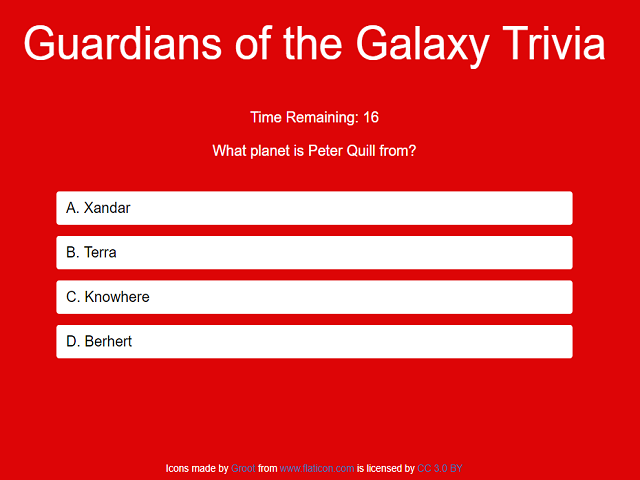 Guardians of the Galaxy Trivia
Time Remaining: 16
What planet is Peter Quill from?
A. Xandar
B. Terra
C. Knowhere
D. Berhert
Icons made by Groot from www.flaticon.com is licensed by CC 3.0 BY